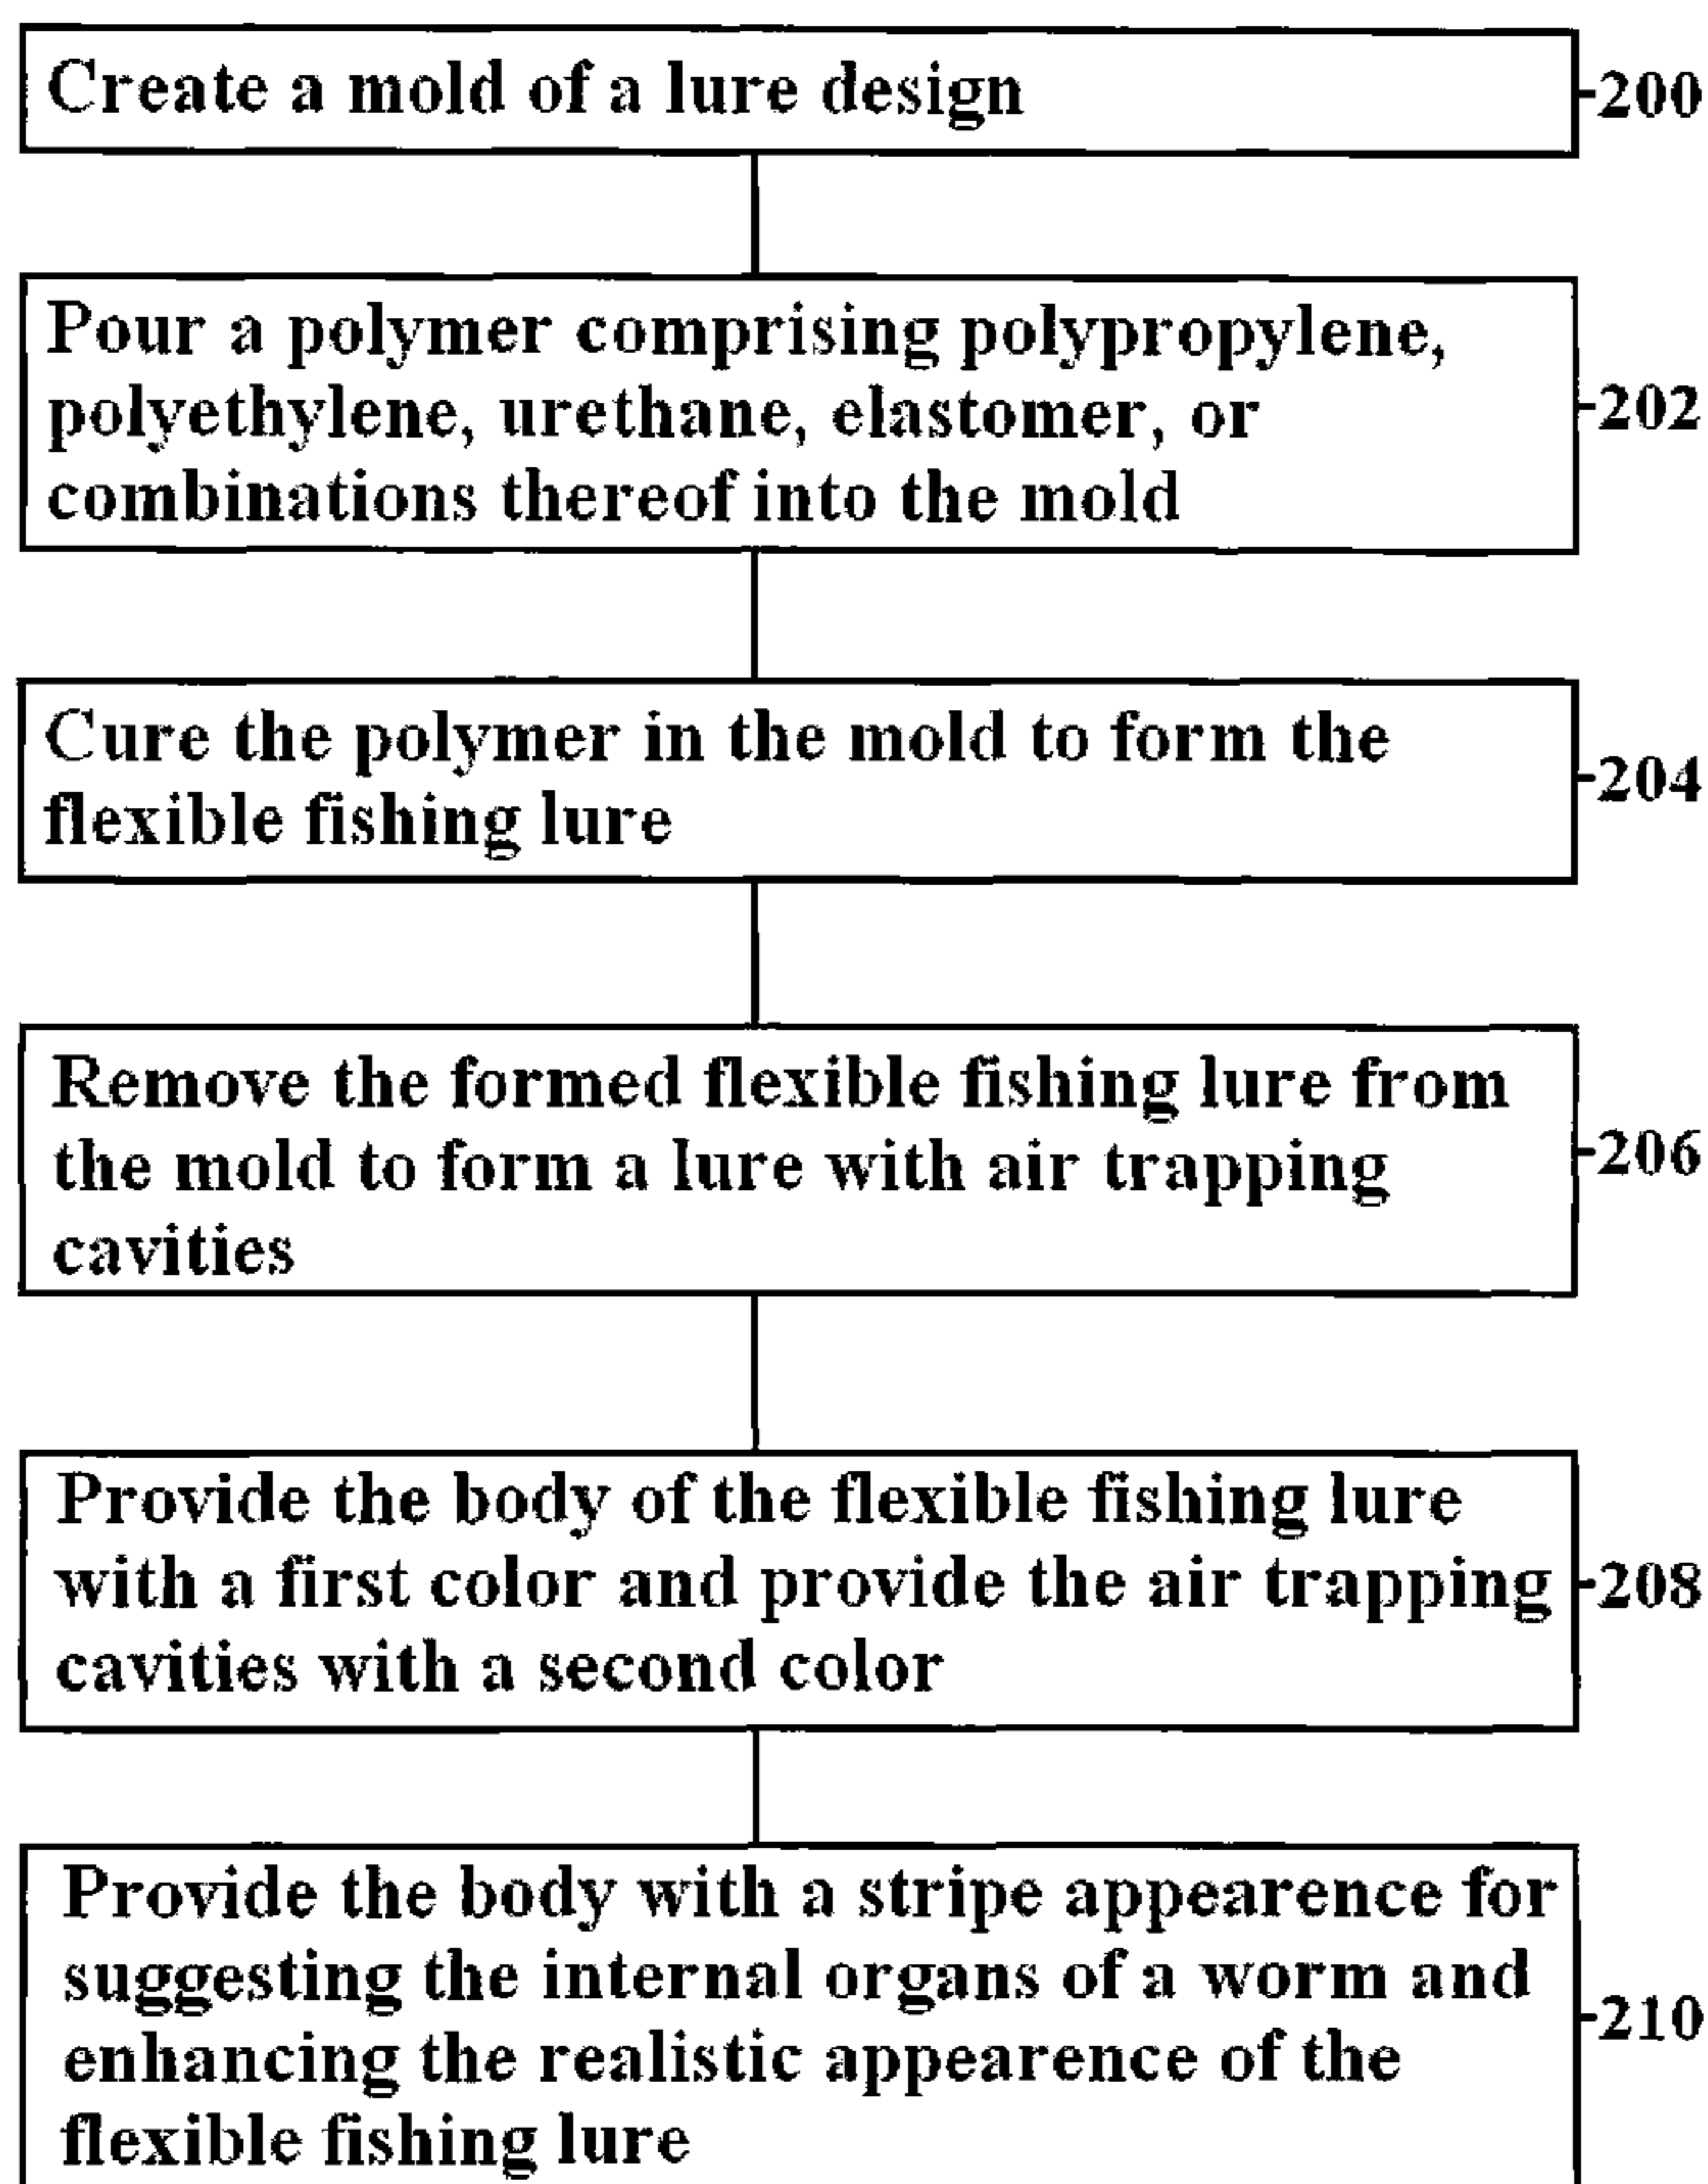 Create a mold of a lure design
200
Pour a polymer comprising polypropylene,
polyethylene, urethane, elastomer, or
combinations thereof into the mold
202
Cure the polymer in the mold to form the
flexible fishing lure
204
Remove the formed flexible fishing lure from
the mold to form a lure with air trapping
cavities
206
Provide the body of the flexible fishing lure
with a first color and provide the air trapping
cavities with a second color
208
Provide the body with a stripe appearence for
suggesting the internal organs of a worm and
enhancing the realistic appearence of the
flexible fishing lure
210